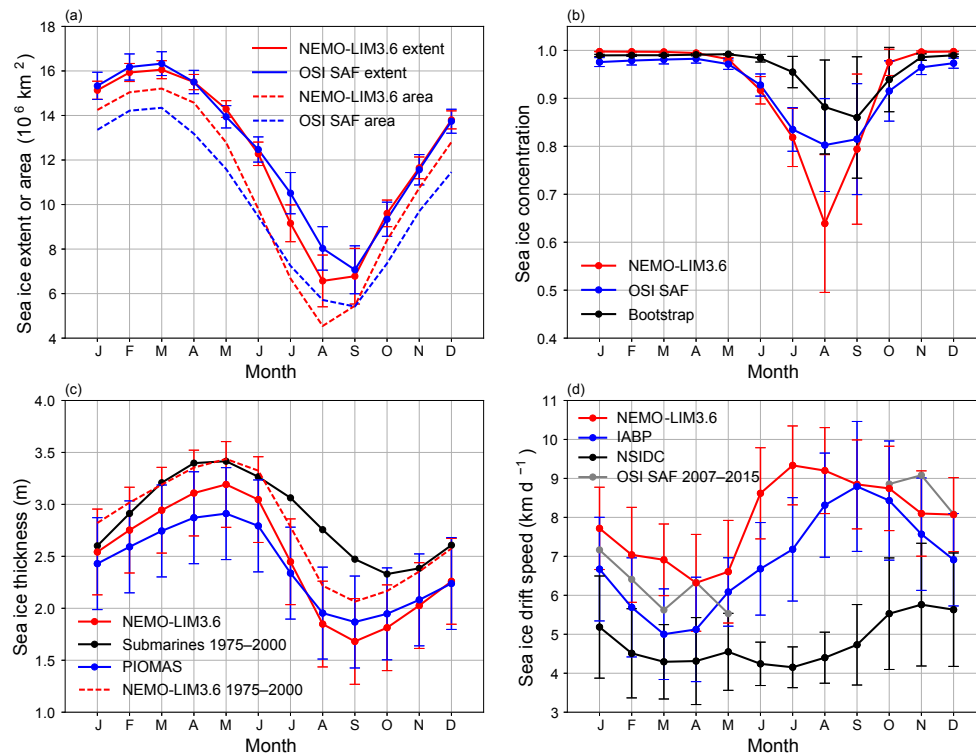 (a)
Sea ice extent or area (10⁶ km²)
18
16
14
12
10
8
6
4
NEMO-LIM3.6 extent
OSI SAF extent
NEMO-LIM3.6 area
OSI SAF area
J F M A M J J A S O N D
Month
(b)
Sea ice concentration
1.0
0.9
0.8
0.7
0.6
0.5
0.4
NEMO-LIM3.6
OSI SAF
Bootstrap
J F M A M J J A S O N D
Month
(c)
Sea ice thickness (m)
4.0
3.5
3.0
2.5
2.0
1.5
1.0
NEMO-LIM3.6
Submarines 1975–2000
PIOMAS
NEMO-LIM3.6 1975–2000
J F M A M J J A S O N D
Month
(d)
Sea ice drift speed (km d⁻¹)
11
10
9
8
7
6
5
4
3
NEMO-LIM3.6
IABP
NSIDC
OSI SAF 2007–2015
J F M A M J J A S O N D
Month